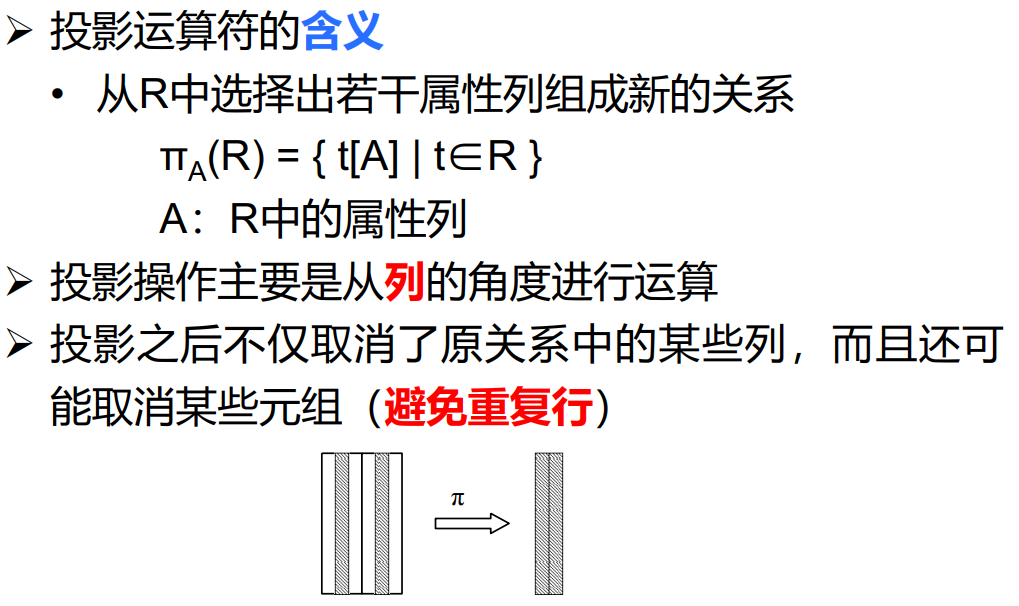 ➢ 投影运算符的含义
• 从R中选择出若干属性列组成新的关系
πA(R) = { t[A] | t∈R }
A：R中的属性列
➢ 投影操作主要是从列的角度进行运算
➢ 投影之后不仅取消了原关系中的某些列，而且还可
能取消某些元组（避免重复行）
π